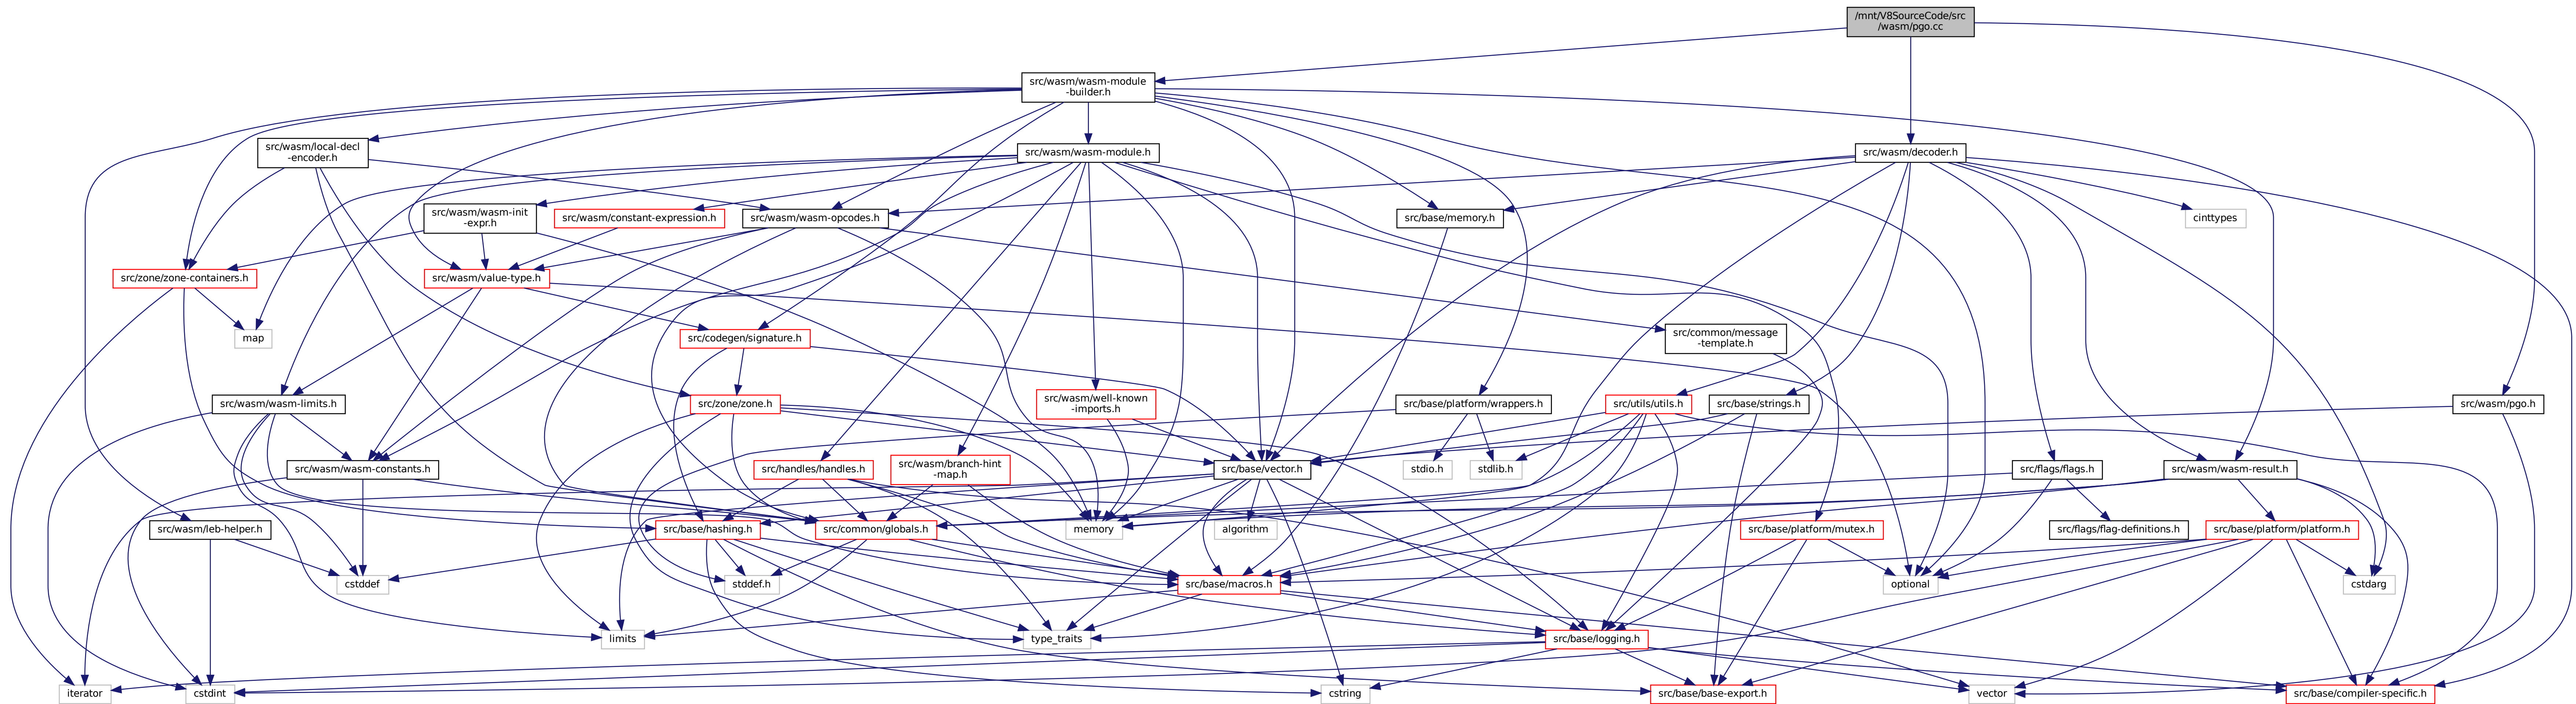 /mnt/V8SourceCode/src
/wasm/pgo.cc
src/wasm/wasm-module
-builder.h
src/wasm/local-decl
-encoder.h
src/wasm/wasm-module.h
src/wasm/decoder.h
src/wasm/wasm-init
-expr.h
src/wasm/constant-expression.h
src/wasm/wasm-opcodes.h
src/base/memory.h
cinttypes
src/zone/zone-containers.h
src/wasm/value-type.h
map
src/codegen/signature.h
src/common/message
-template.h
src/wasm/wasm-limits.h
src/zone/zone.h
src/wasm/well-known
-imports.h
src/base/platform/wrappers.h
src/utils/utils.h
src/base/strings.h
src/wasm/pgo.h
src/wasm/wasm-constants.h
src/handles/handles.h
src/wasm/branch-hint
-map.h
src/base/vector.h
stdio.h
stdlib.h
src/flags/flags.h
src/wasm/wasm-result.h
src/wasm/leb-helper.h
src/base/hashing.h
src/common/globals.h
memory
algorithm
src/base/platform/mutex.h
src/flags/flag-definitions.h
src/base/platform/platform.h
cstddef
stddef.h
src/base/macros.h
optional
cstdarg
limits
type_traits
src/base/logging.h
iterator
cstdint
cstring
src/base/base-export.h
vector
src/base/compiler-specific.h